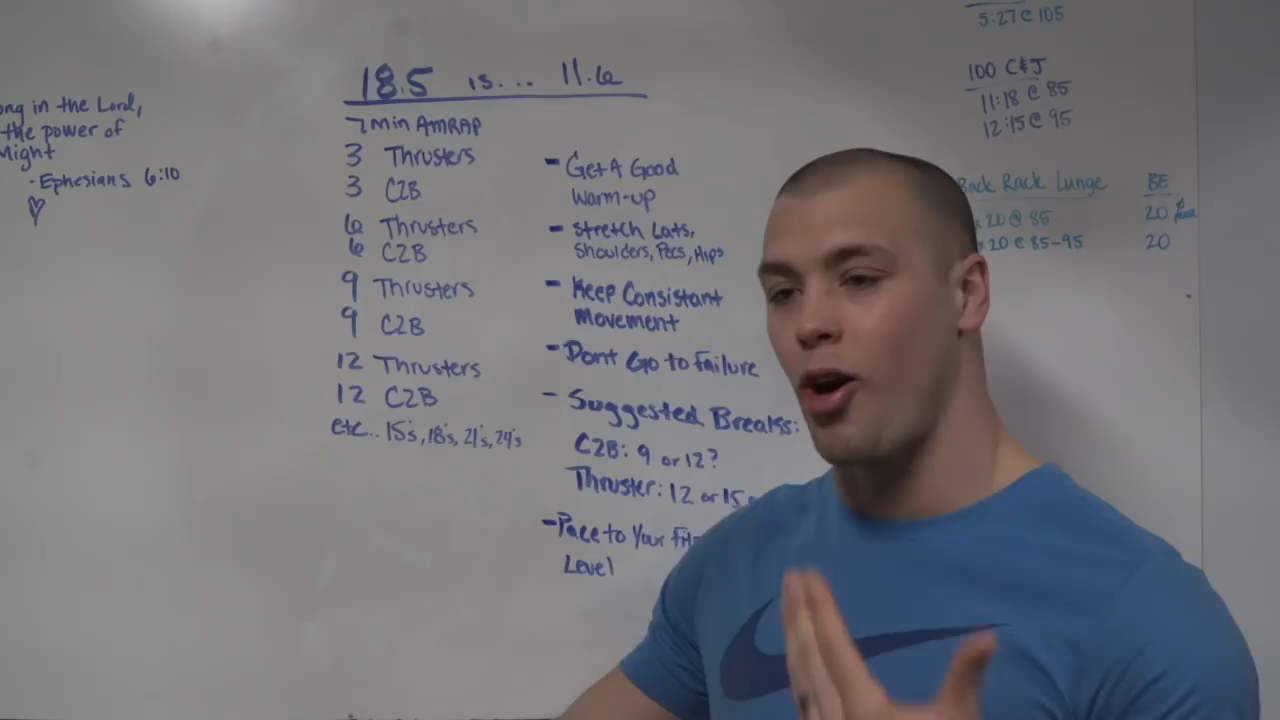 ong in the Lord,
the power of
Might
- Ephesians 6:10
18.5 is... 11.6
7 Min AMRAP
3 Thrusters
3 C2B
6 Thrusters
6 C2B
9 Thrusters
9 C2B
12 Thrusters
12 C2B
etc.. 15's, 18's, 21's, 24's
- Get A Good
Warm-up
- Stretch Lats,
Shoulders, Pecs, Hips
- Keep Consistant
Movement
- Dont Go to Failure
- Suggested Breaks:
C2B: 9 or 12?
Thruster: 12 or 15
- Pace to Your Fit
Level
5:27 @ 105
100 C&J
11:18 @ 85
12:15 @ 95
Back Rack Lunge BE
20 @ 85 20
20 @ 85-95 20